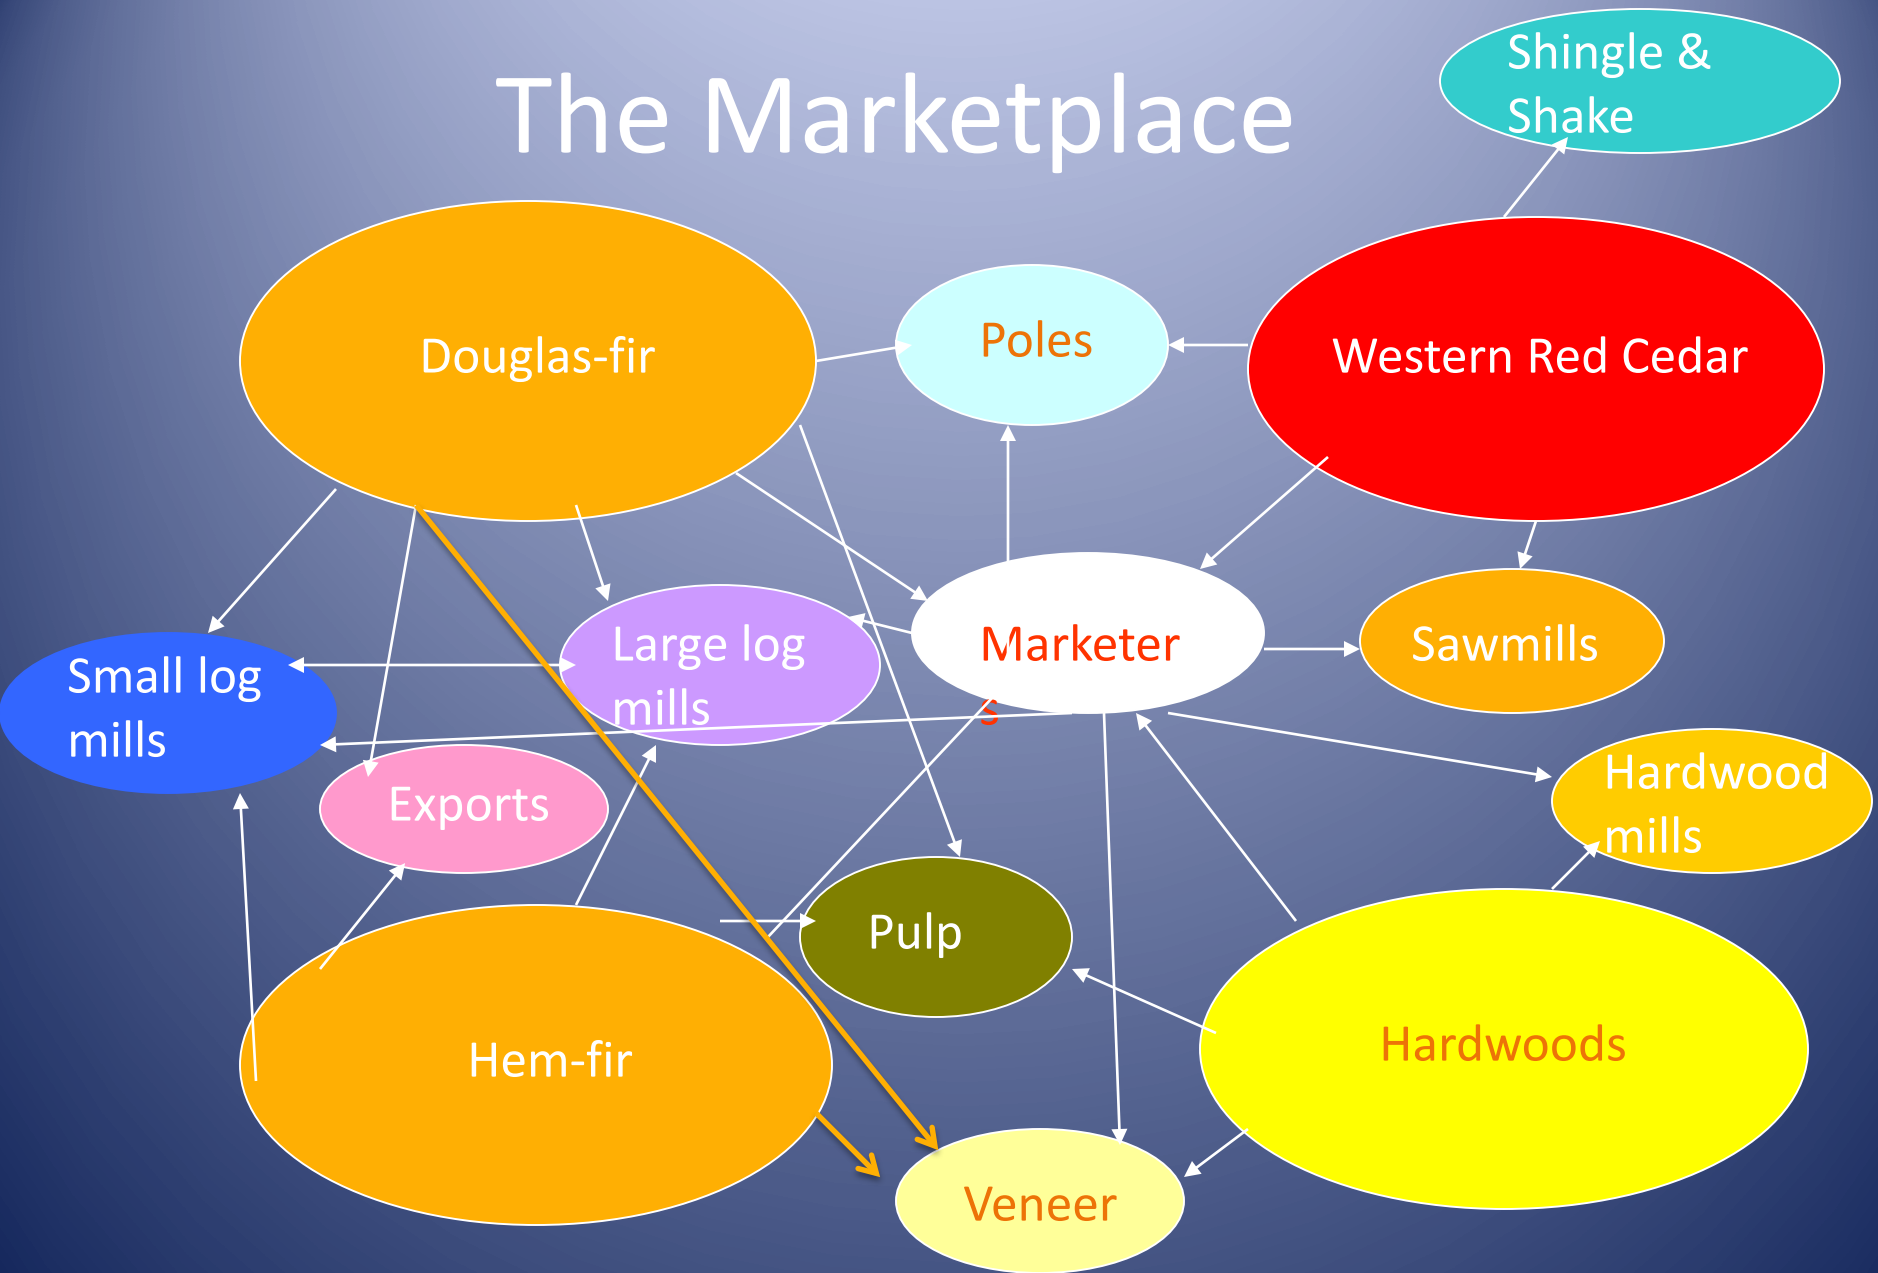 The Marketplace
Shingle &
Shake
Douglas-fir
Poles
Western Red Cedar
Small log
mills
Large log
mills
Marketer
s
Sawmills
Exports
Hardwood
mills
Pulp
Hem-fir
Hardwoods
Veneer